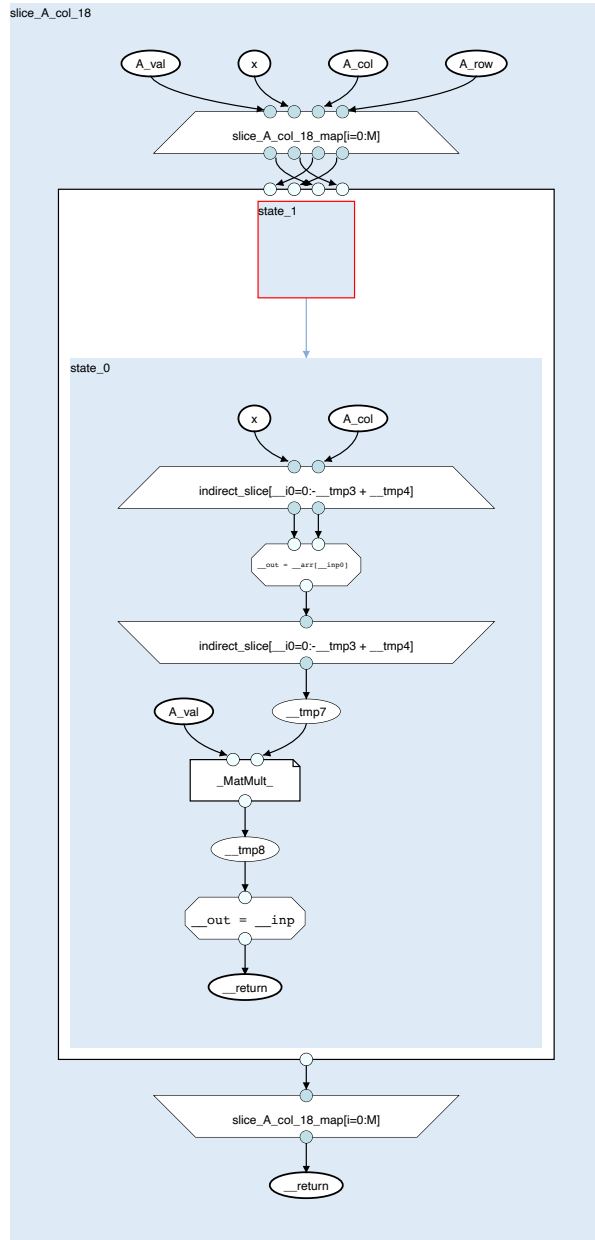 slice_A_col_18
A_val x A_col A_row
slice_A_col_18_map[i=0:M]
state_1
state_0
x A_col
indirect_slice[__i0=0:-__tmp3 + __tmp4]
__out = __arr[__inp0]
indirect_slice[__i0=0:-__tmp3 + __tmp4]
A_val __tmp7
_MatMult_
__tmp8
__out = __inp
__return
slice_A_col_18_map[i=0:M]
__return